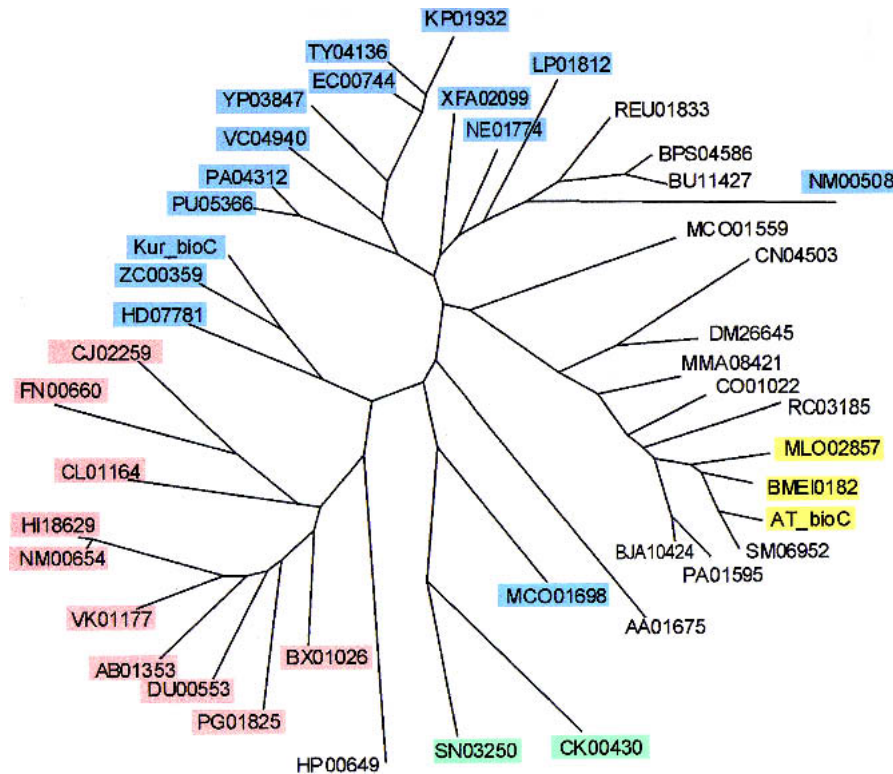 KP01932
TY04136
EC00744
LP01812
YP03847
XFA02099
REU01833
NE01774
VC04940
BPS04586
PA04312
BU11427
NM00508
PU05366
MCO01559
Kur_bioC
CN04503
ZC00359
HD07781
DM26645
CJ02259
MMA08421
FN00660
CO01022
RC03185
MLO02857
CL01164
BMEI0182
HI18629
AT_bioC
NM00654
BJA10424
SM06952
PA01595
MCO01698
VK01177
AA01675
BX01026
AB01353
DU00553
PG01825
SN03250
CK00430
HP00649